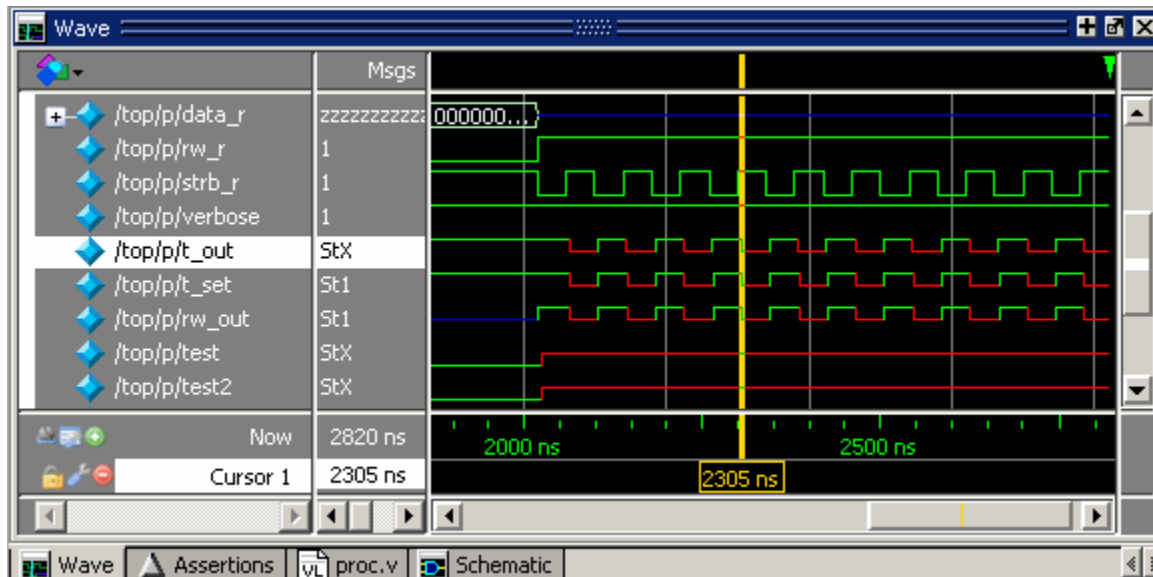 Wave
Msgs
/top/p/data_r zzzzzzzzzzz 000000...
/top/p/rw_r 1
/top/p/strb_r 1
/top/p/verbose 1
/top/p/t_out StX
/top/p/t_set St1
/top/p/rw_out St1
/top/p/test StX
/top/p/test2 StX
Now 2820 ns 2000 ns 2500 ns
Cursor 1 2305 ns 2305 ns
Wave Assertions VL proc.v Schematic